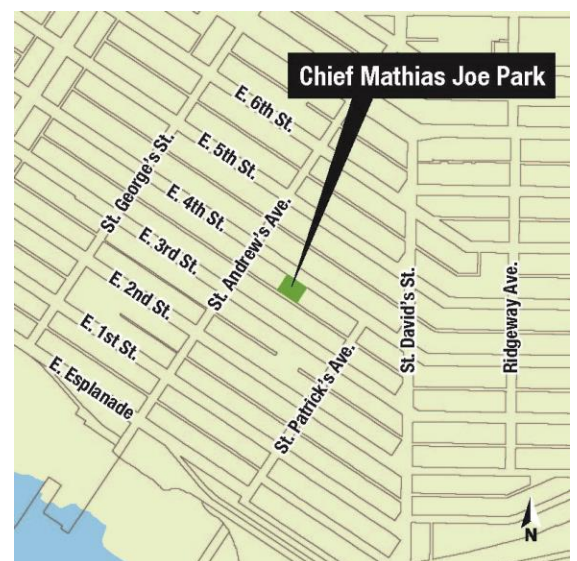 Chief Mathias Joe Park
E. 6th St.
E. 5th St.
E. 4th St.
E. 3rd St.
E. 2nd St.
E. 1st St.
E. Esplanade
St. George's St.
St. Andrew's Ave.
St. Patrick's Ave.
St. David's St.
Ridgeway Ave.
N